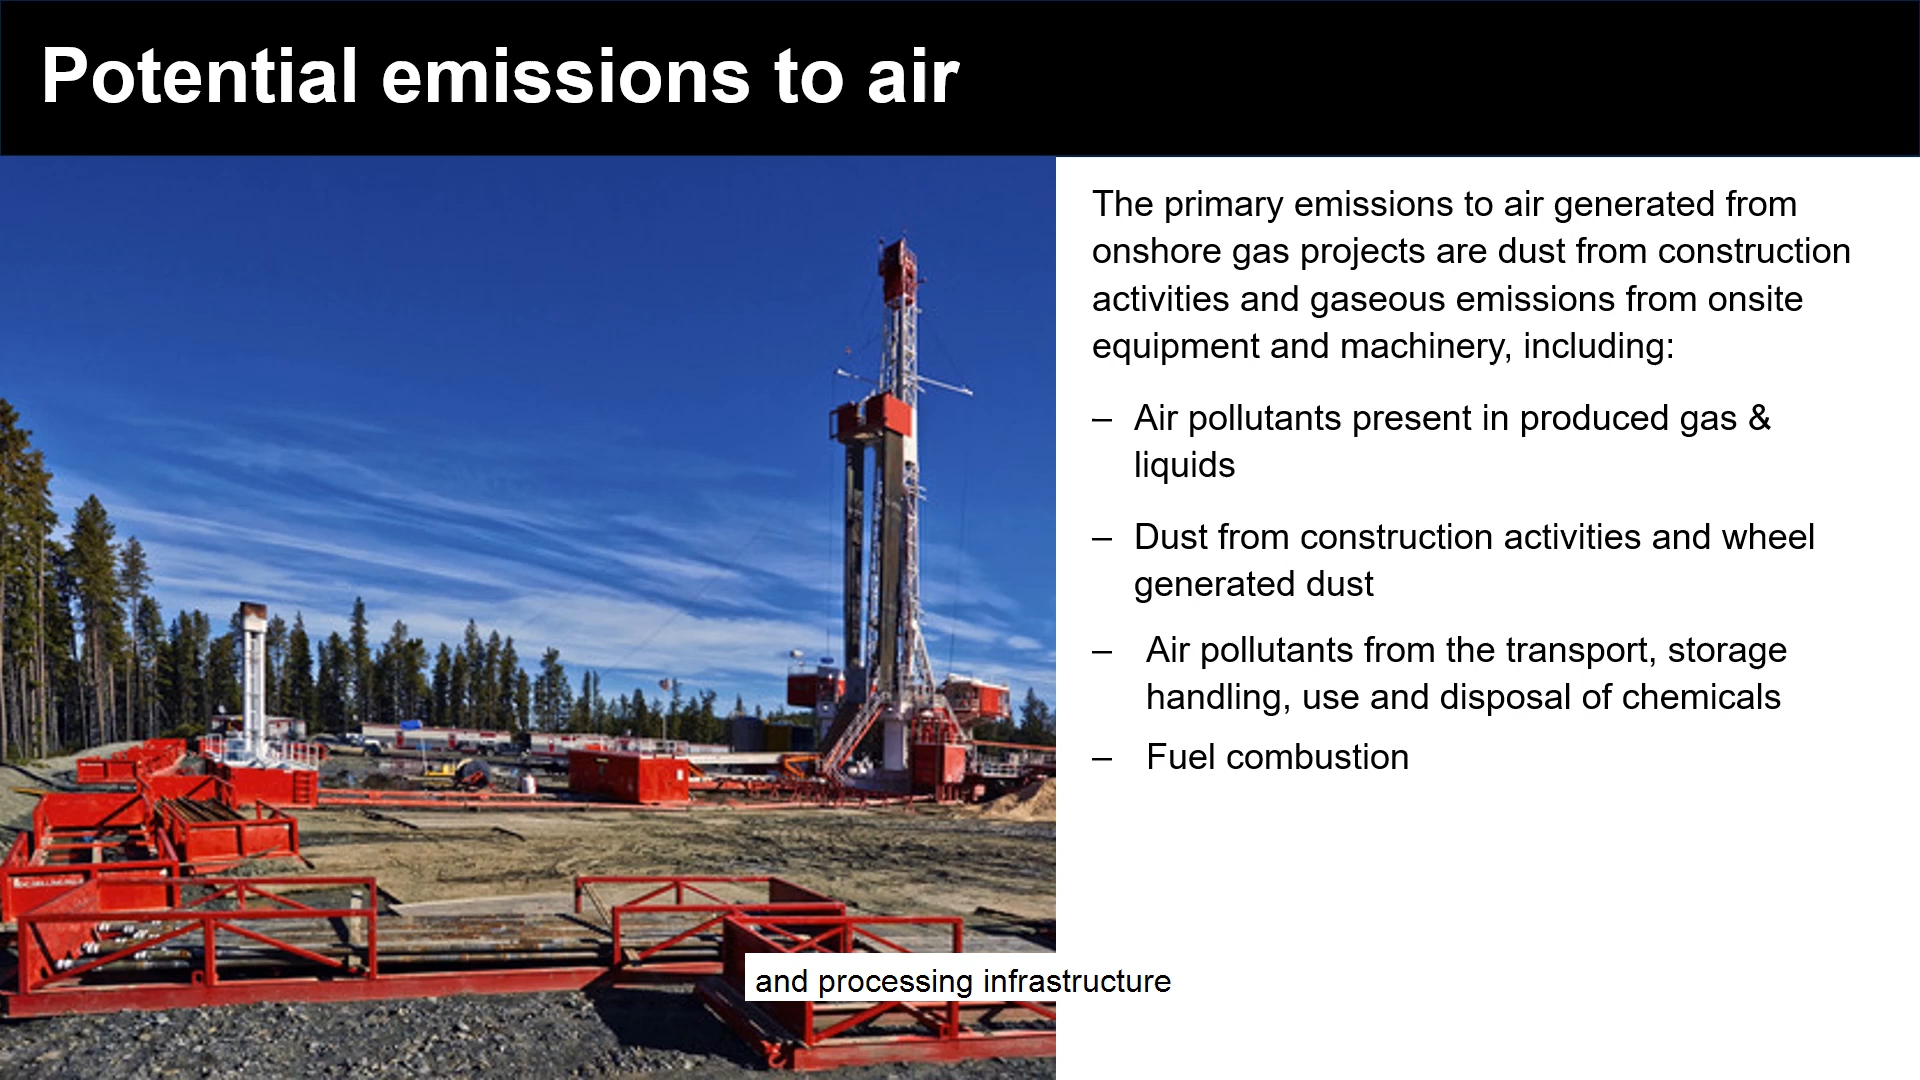 Potential emissions to air
The primary emissions to air generated from
onshore gas projects are dust from construction
activities and gaseous emissions from onsite
equipment and machinery, including:
– Air pollutants present in produced gas &
liquids
– Dust from construction activities and wheel
generated dust
– Air pollutants from the transport, storage
handling, use and disposal of chemicals
– Fuel combustion
and processing infrastructure